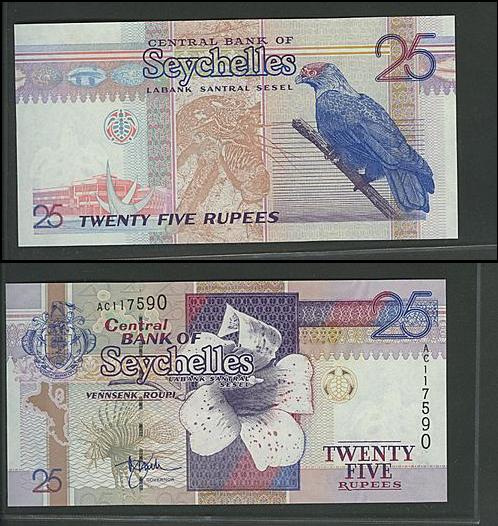 CENTRAL BANK OF
Seychelles
LABANK SANTRAL SESEL
25
25
TWENTY FIVE RUPEES
AC117590
Central
BANK OF
Seychelles
LABANK SANTRAL
SESEL
VENNSENK ROUPI
25
AC117590
GOVERNOR
25
TWENTY
FIVE
RUPEES